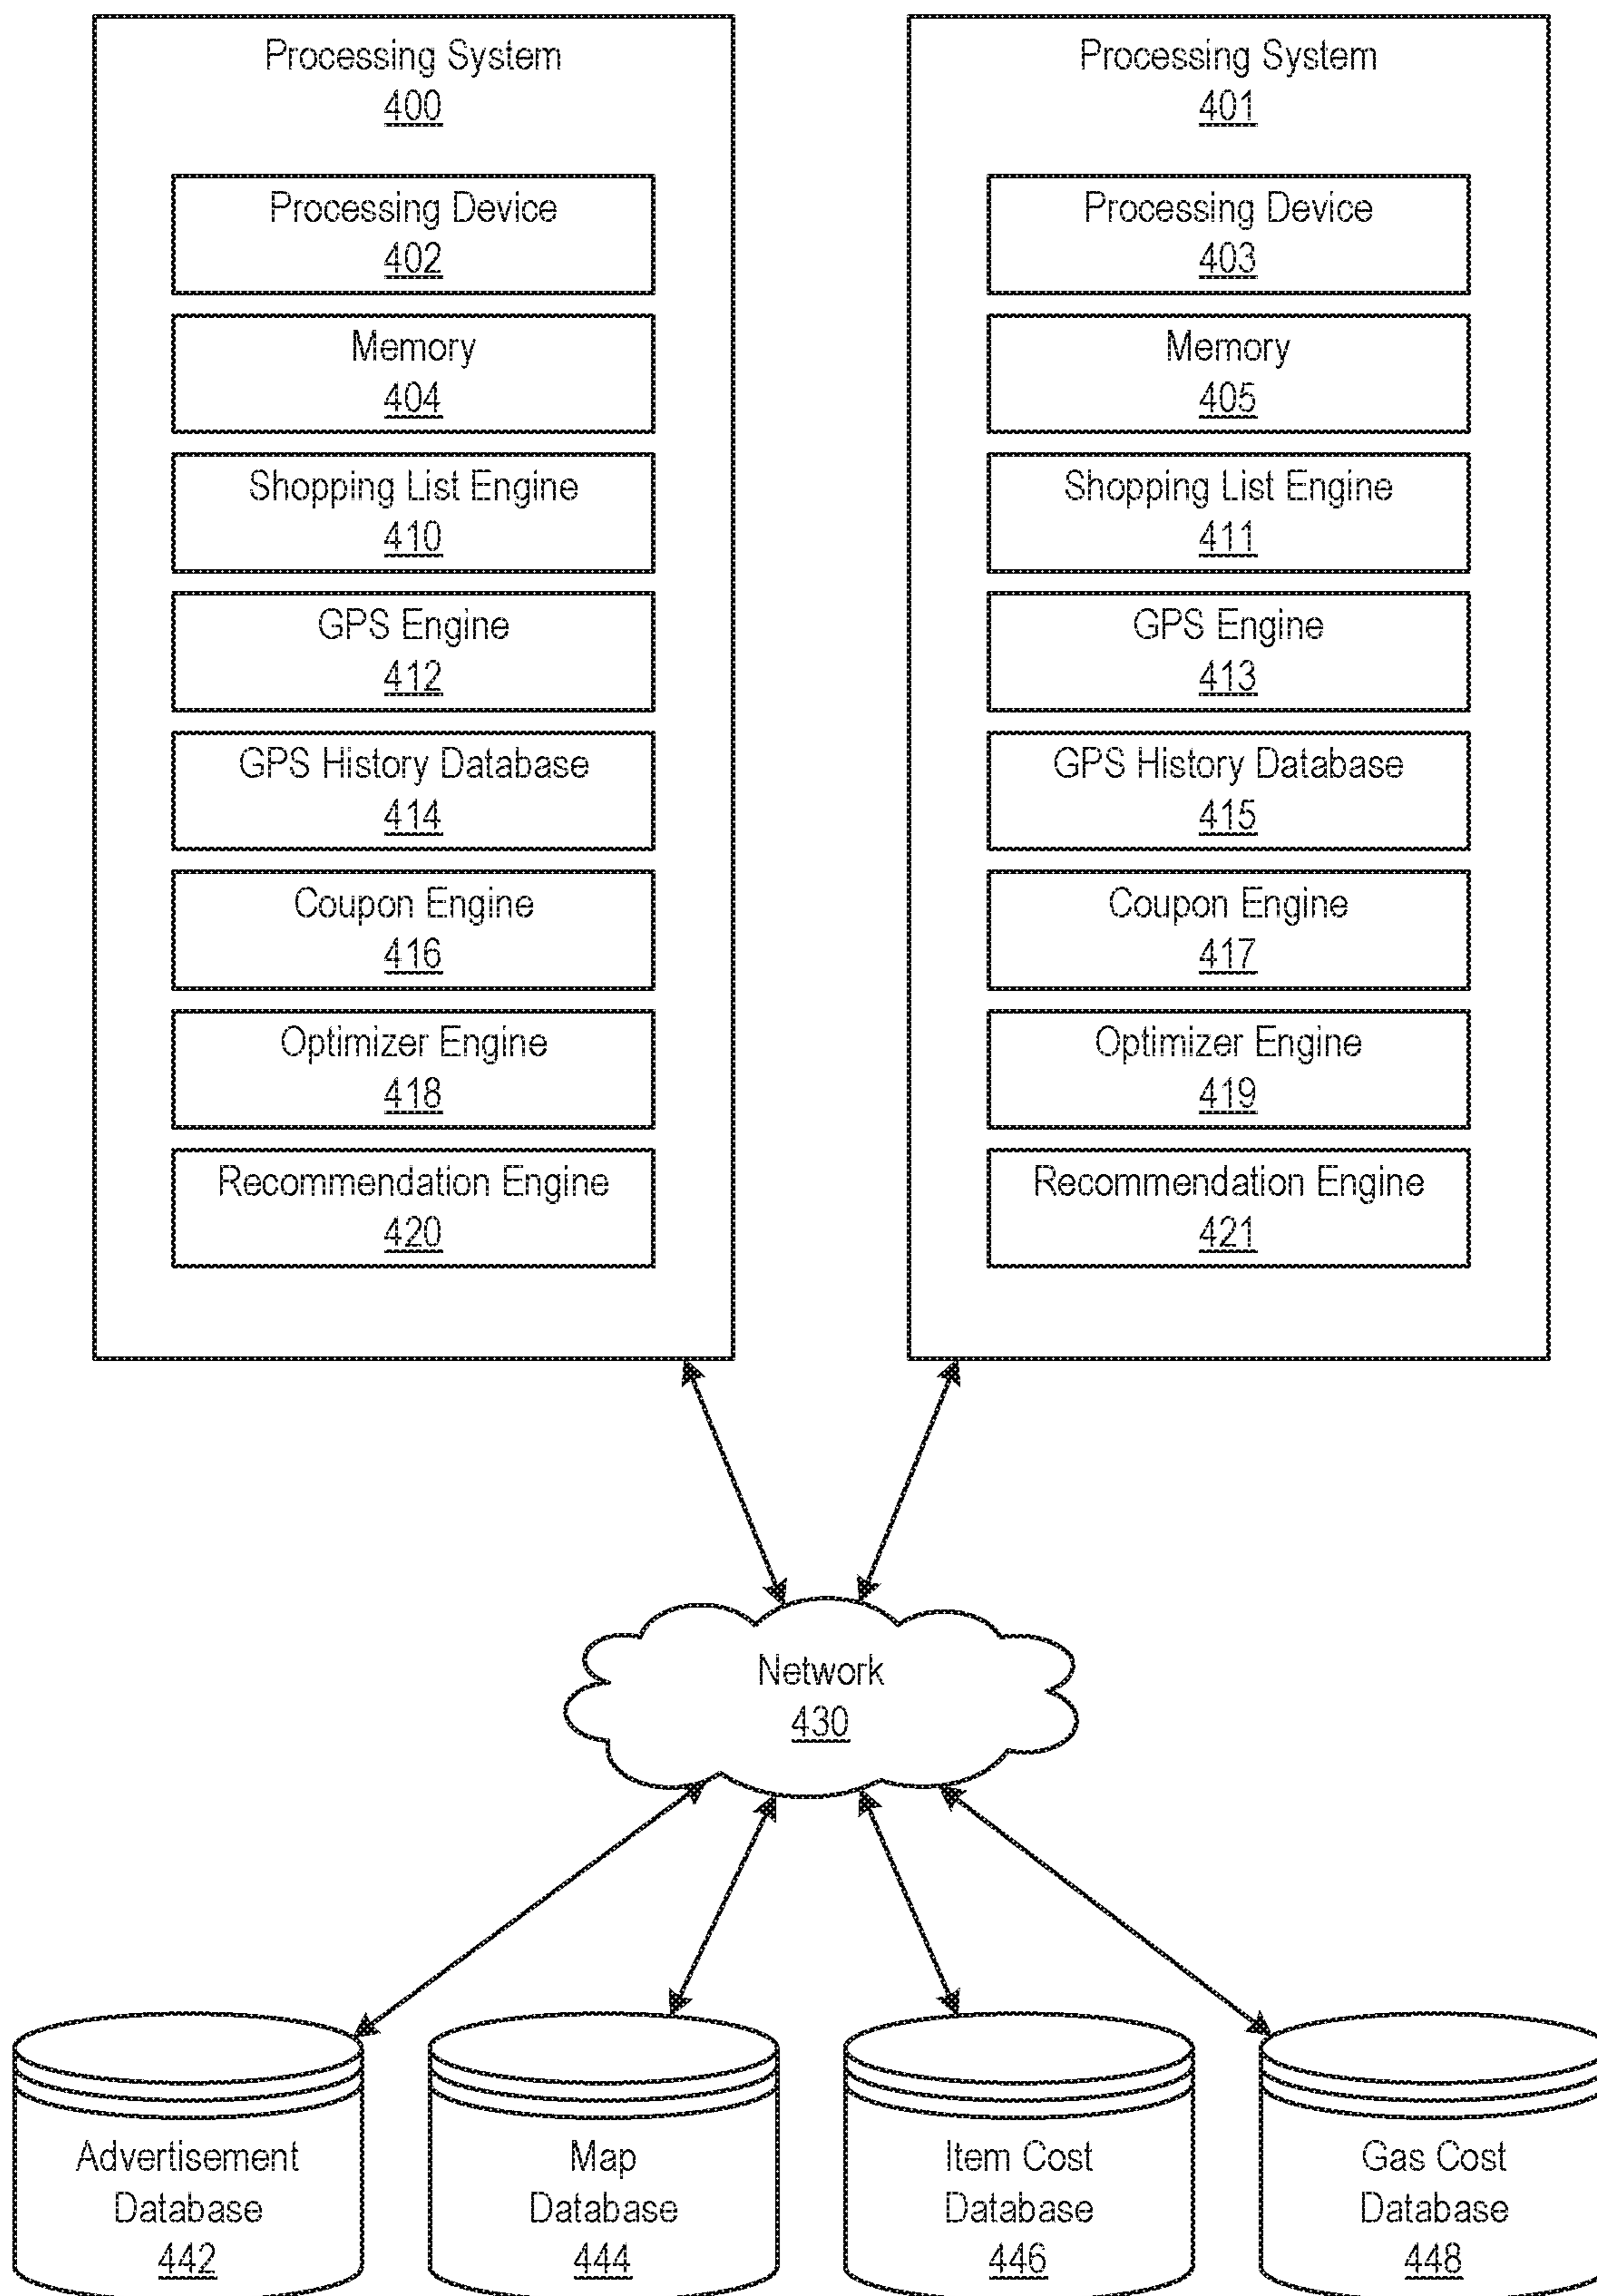 Processing System
400
Processing Device
402
Memory
404
Shopping List Engine
410
GPS Engine
412
GPS History Database
414
Coupon Engine
416
Optimizer Engine
418
Recommendation Engine
420
Processing System
401
Processing Device
403
Memory
405
Shopping List Engine
411
GPS Engine
413
GPS History Database
415
Coupon Engine
417
Optimizer Engine
419
Recommendation Engine
421
Network
430
Advertisement
Database
442
Map
Database
444
Item Cost
Database
446
Gas Cost
Database
448